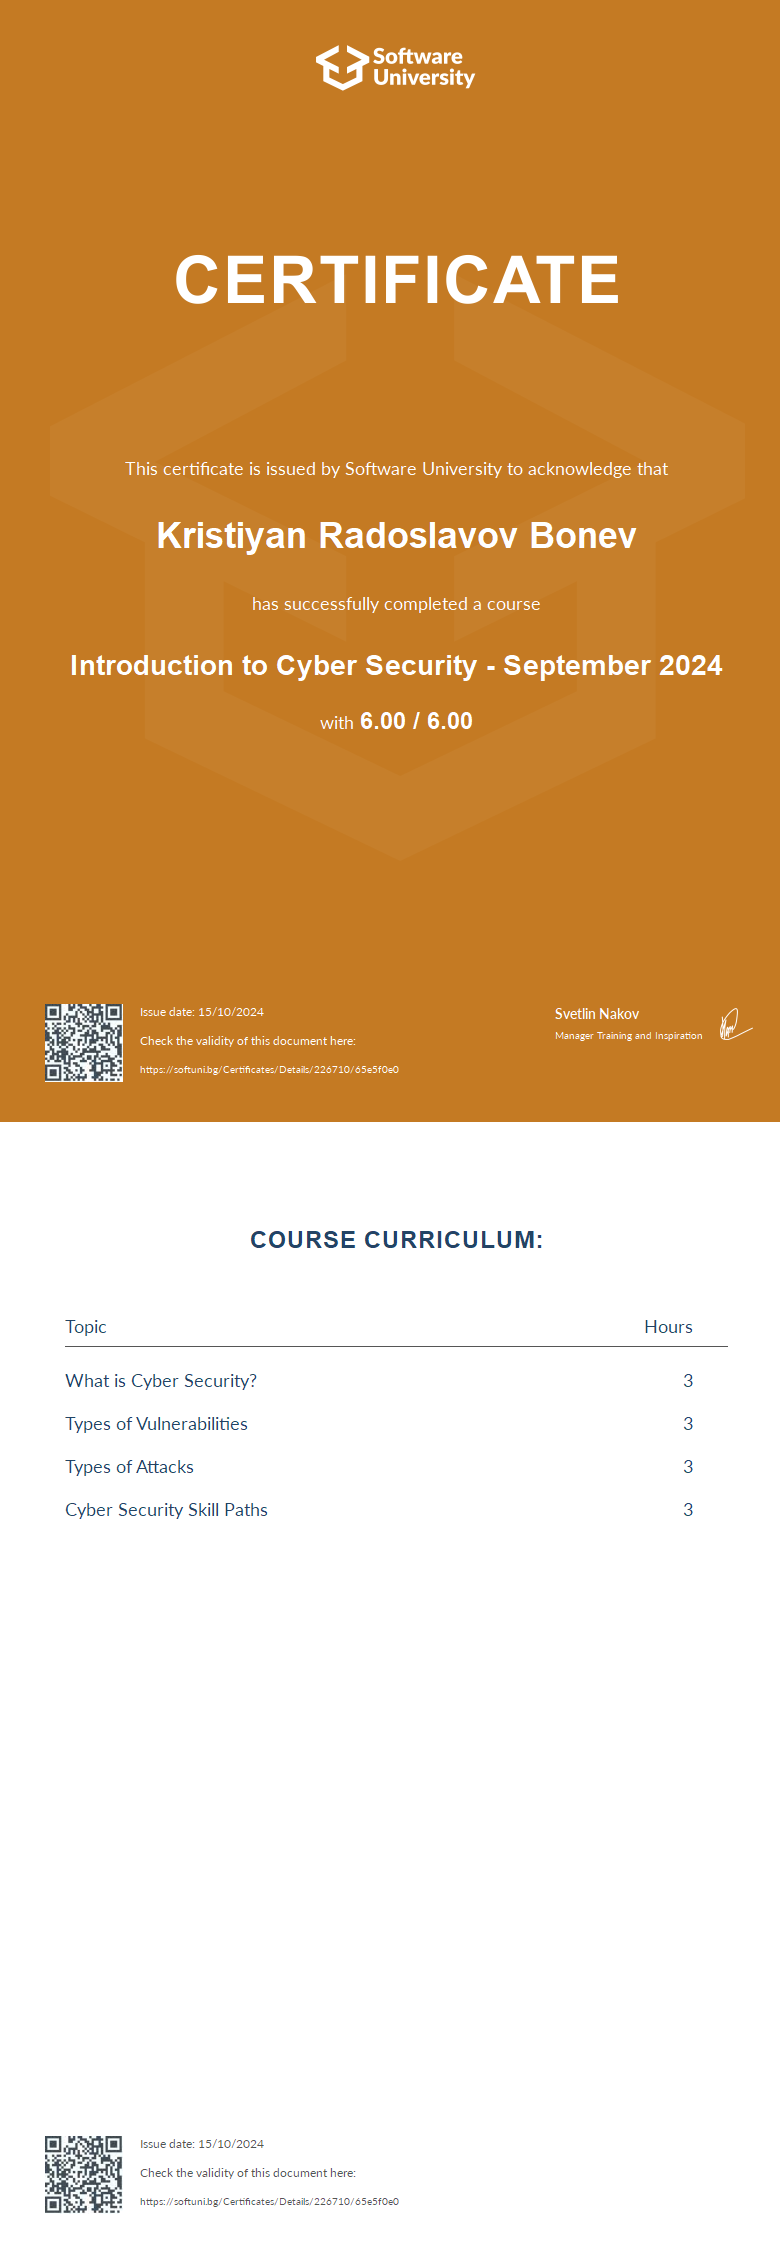 Software
University
CERTIFICATE
This certificate is issued by Software University to acknowledge that
Kristiyan Radoslavov Bonev
has successfully completed a course
Introduction to Cyber Security - September 2024
with 6.00 / 6.00
Issue date: 15/10/2024
Check the validity of this document here:
https://softuni.bg/Certificates/Details/226710/65e5f0e0
Svetlin Nakov
Manager Training and Inspiration
COURSE CURRICULUM:
Topic Hours
What is Cyber Security? 3
Types of Vulnerabilities 3
Types of Attacks 3
Cyber Security Skill Paths 3
Issue date: 15/10/2024
Check the validity of this document here:
https://softuni.bg/Certificates/Details/226710/65e5f0e0